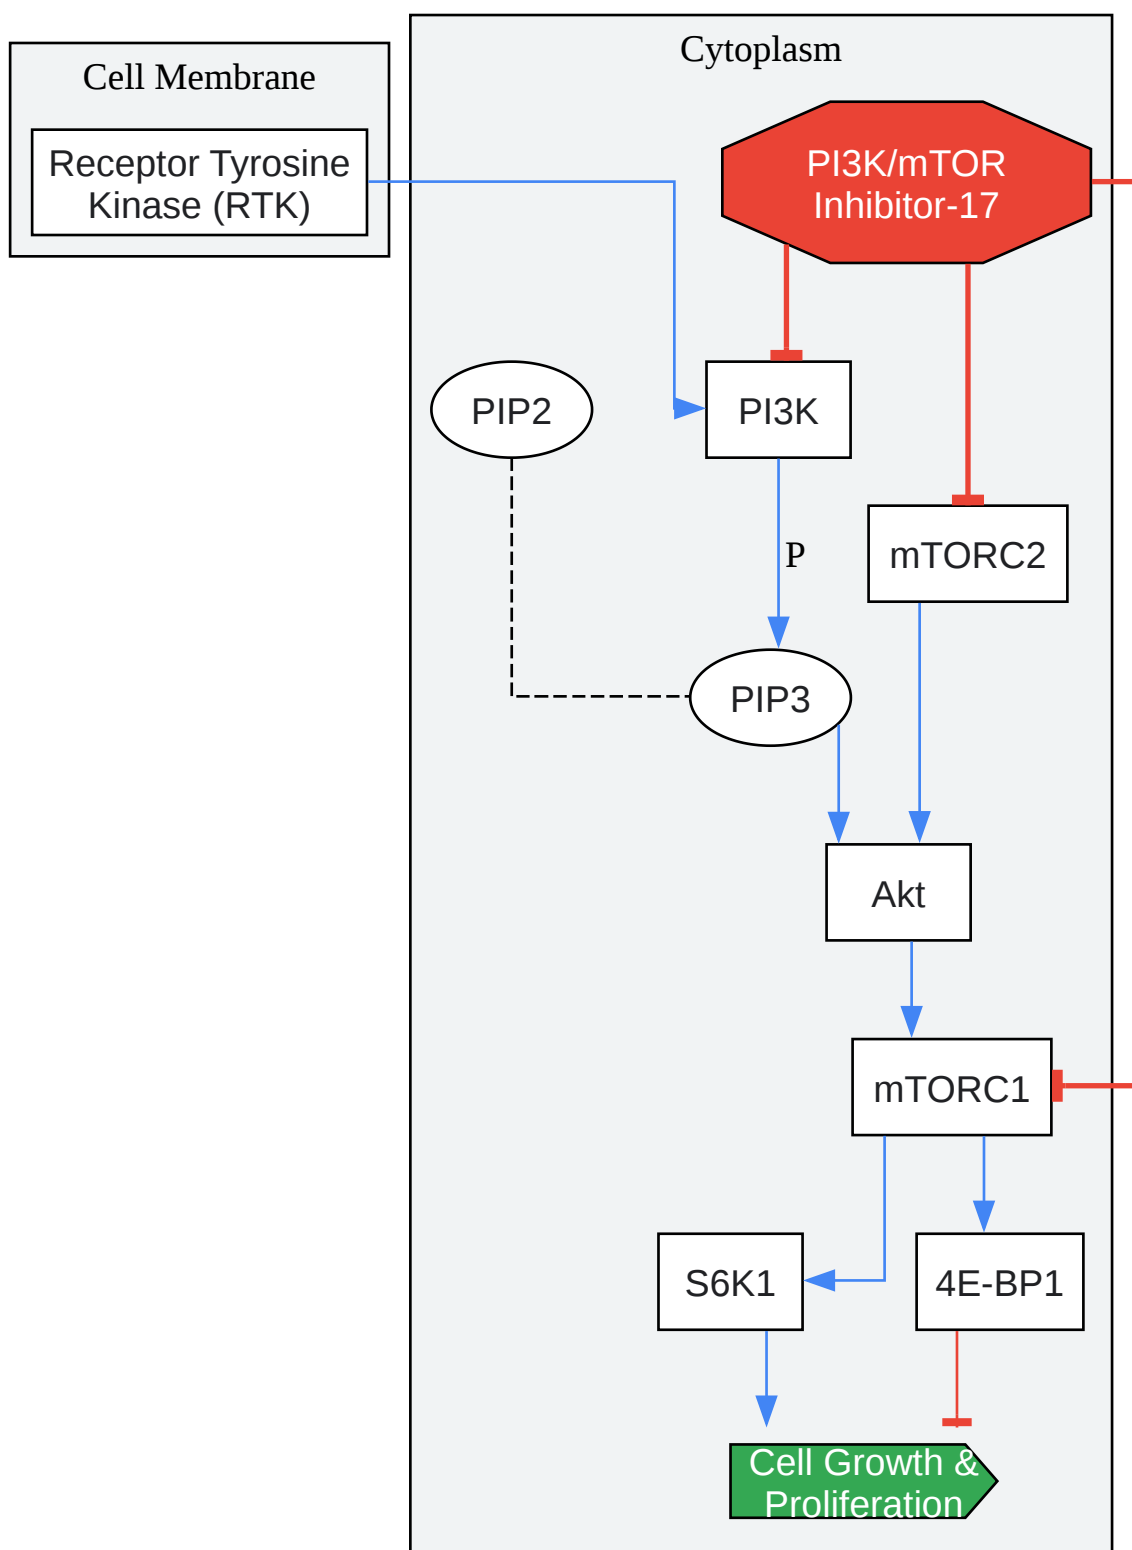 Cytoplasm
Cell Membrane
Receptor Tyrosine
Kinase (RTK)
PI3K/mTOR
Inhibitor-17
PIP2
PI3K
mTORC2
P
PIP3
Akt
mTORC1
S6K1
4E-BP1
Cell Growth &
Proliferation